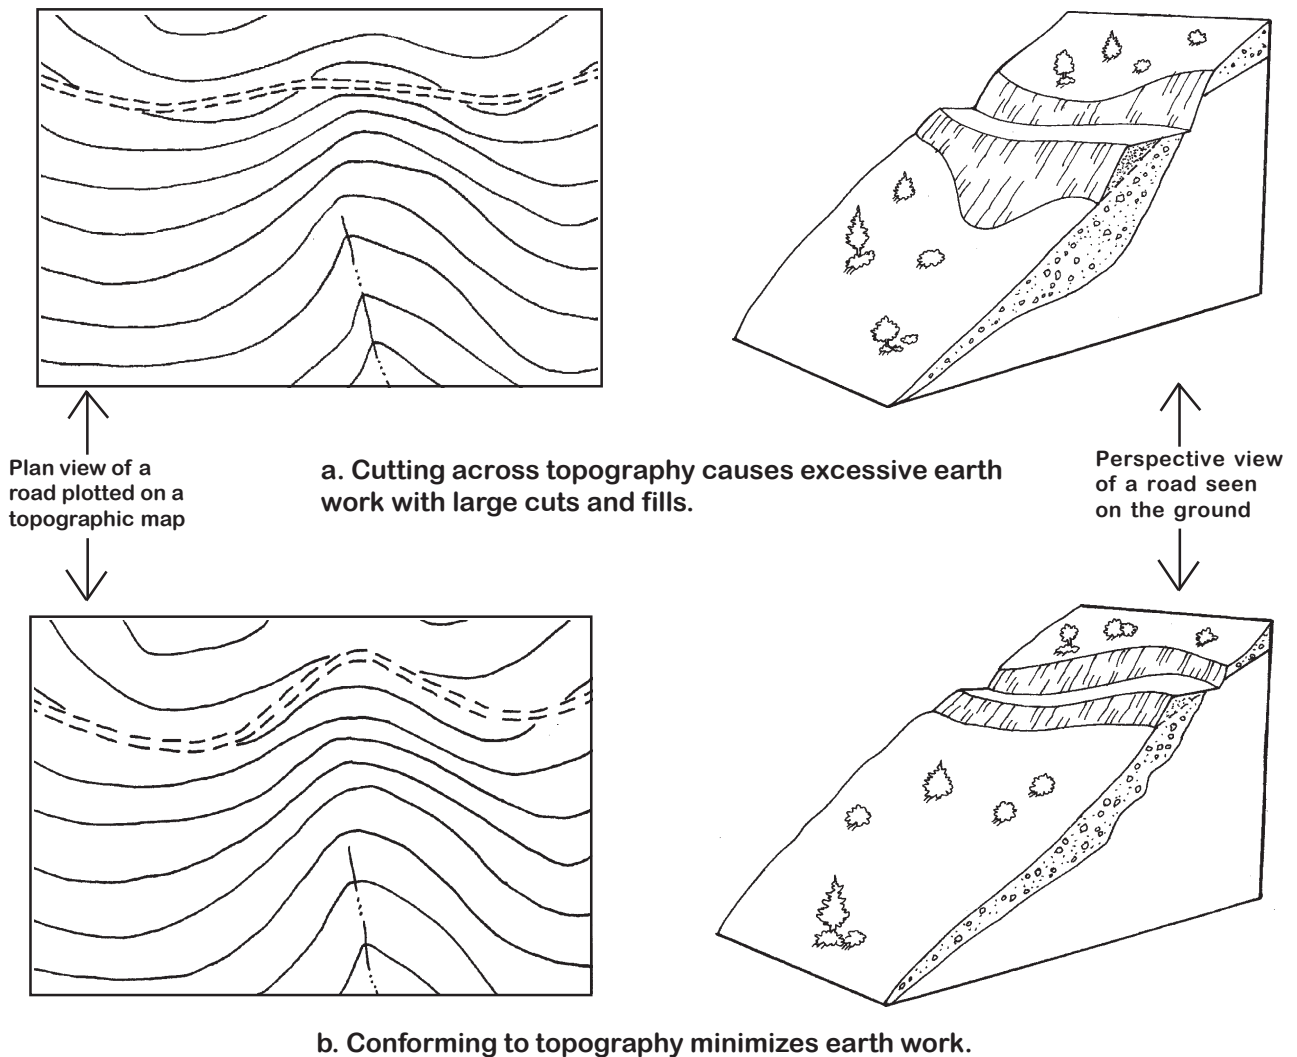 Plan view of a
road plotted on a
topographic map
a. Cutting across topography causes excessive earth
work with large cuts and fills.
Perspective view
of a road seen
on the ground
b. Conforming to topography minimizes earth work.